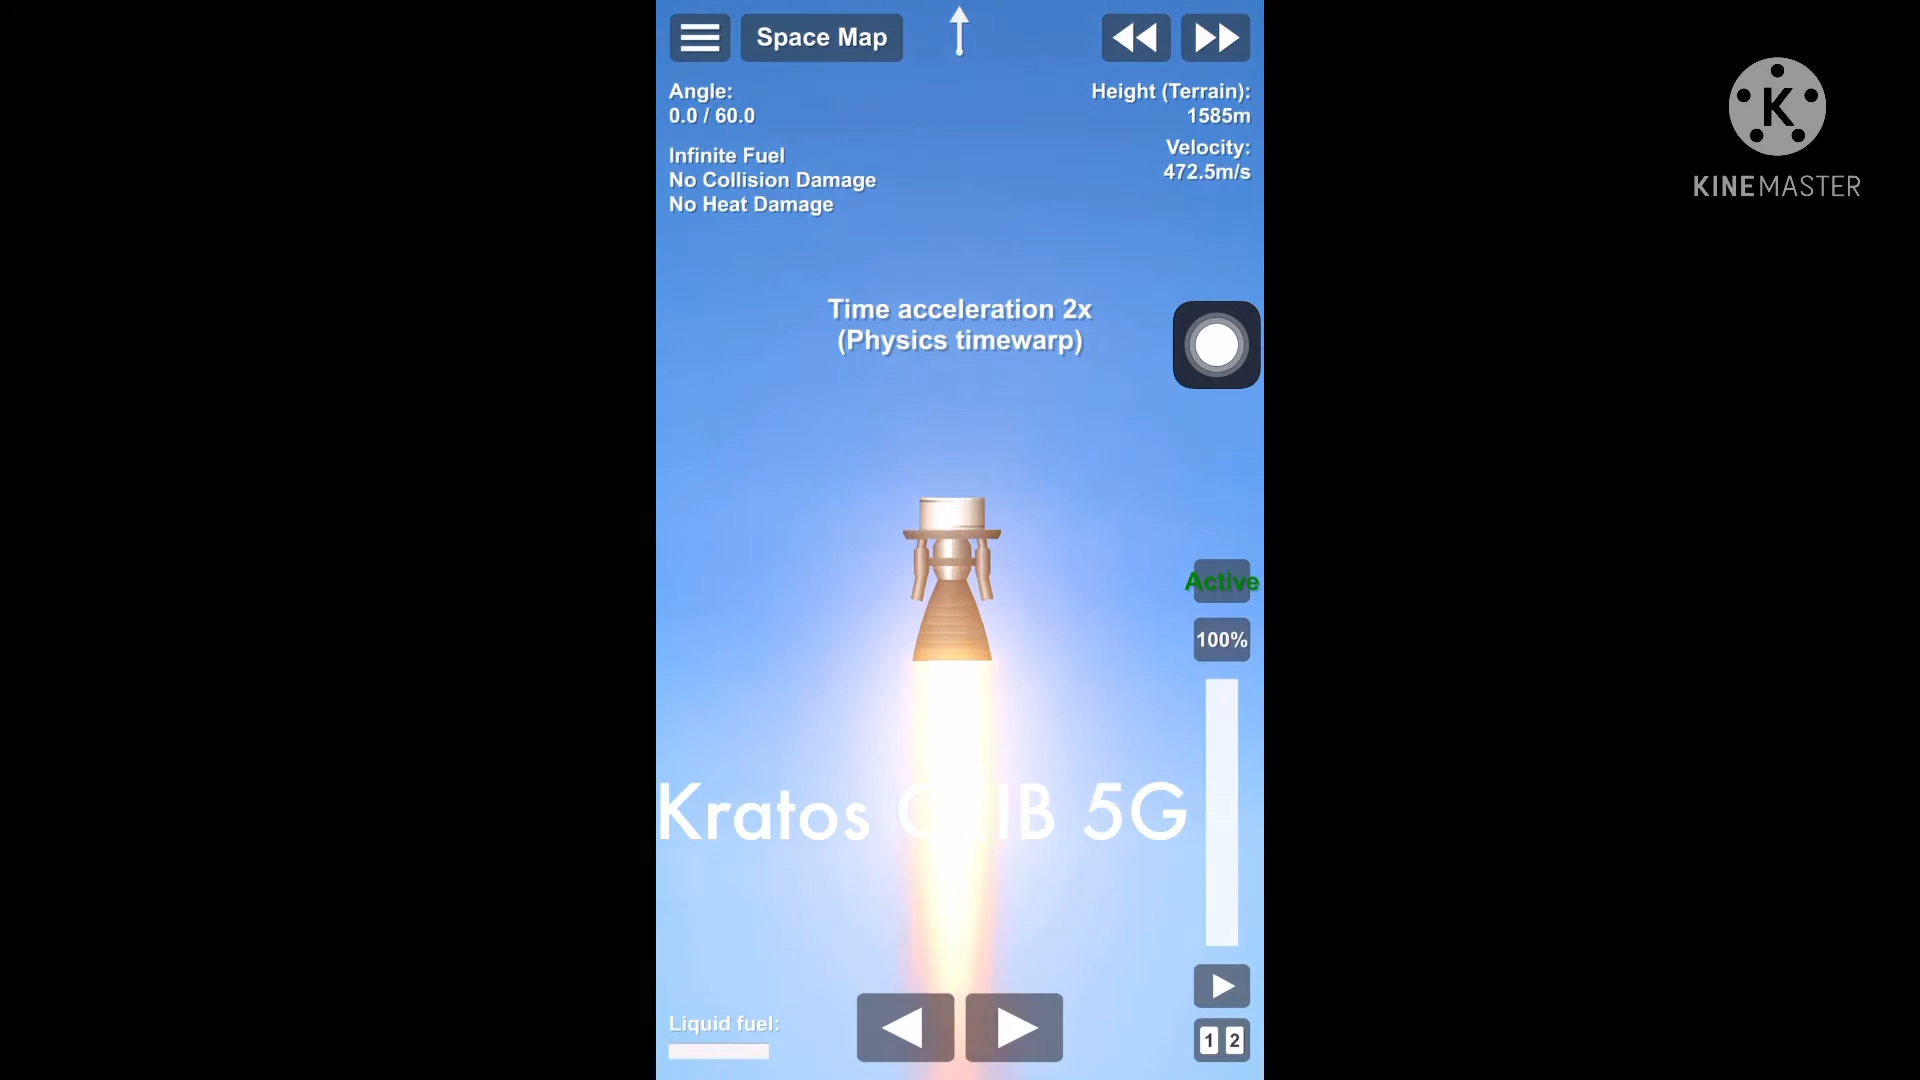 Space Map
Angle:
0.0 / 60.0
Height (Terrain):
1585m
Velocity:
472.5m/s
Infinite Fuel
No Collision Damage
No Heat Damage
K
KINEMASTER
Time acceleration 2x
(Physics timewarp)
Active
100%
Kratos 5G
Liquid fuel:
1 2